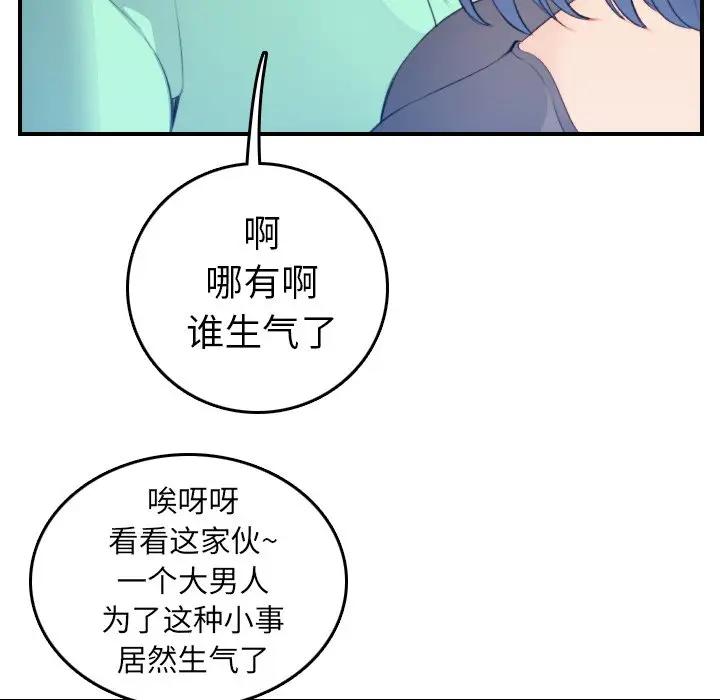 啊
哪有啊
谁生气了
唉呀呀
看看这家伙~
一个大男人
为了这种小事
居然生气了